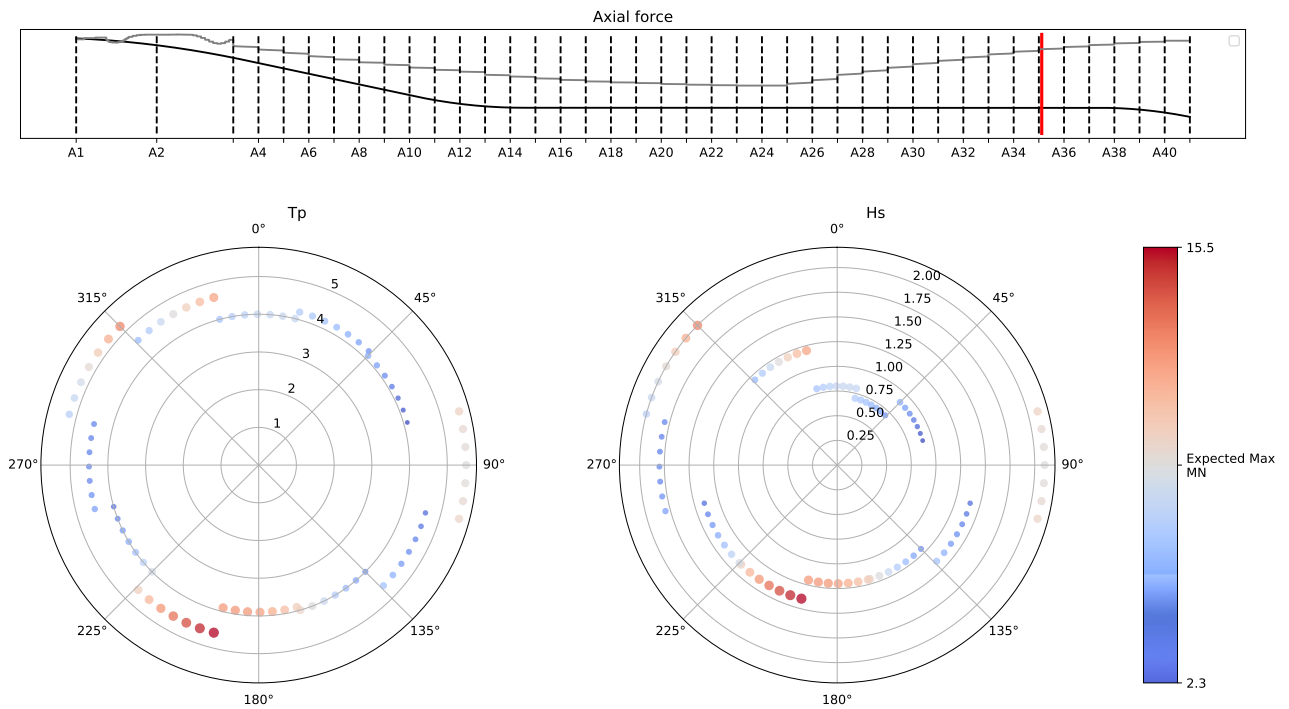 Axial force
A1 A2 A4 A6 A8 A10 A12 A14 A16 A18 A20 A22 A24 A26 A28 A30 A32 A34 A36 A38 A40
Tp Hs
0° 0°
315° 45° 315° 45°
270° 90° 270° 90°
225° 135° 225° 135°
180° 180°
5
4
3
2
1
2.00
1.75
1.50
1.25
1.00
0.75
0.50
0.25
15.5
Expected Max
MN
2.3